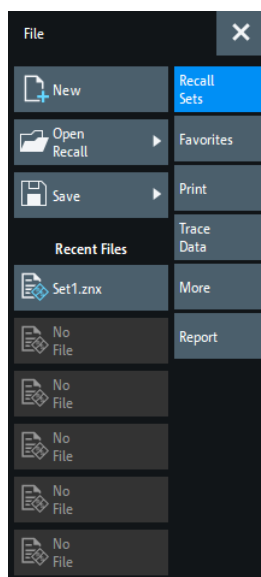 File
New
Open
Recall
Save
Recent Files
Set1.znx
No
File
No
File
No
File
No
File
No
File
Recall
Sets
Favorites
Print
Trace
Data
More
Report